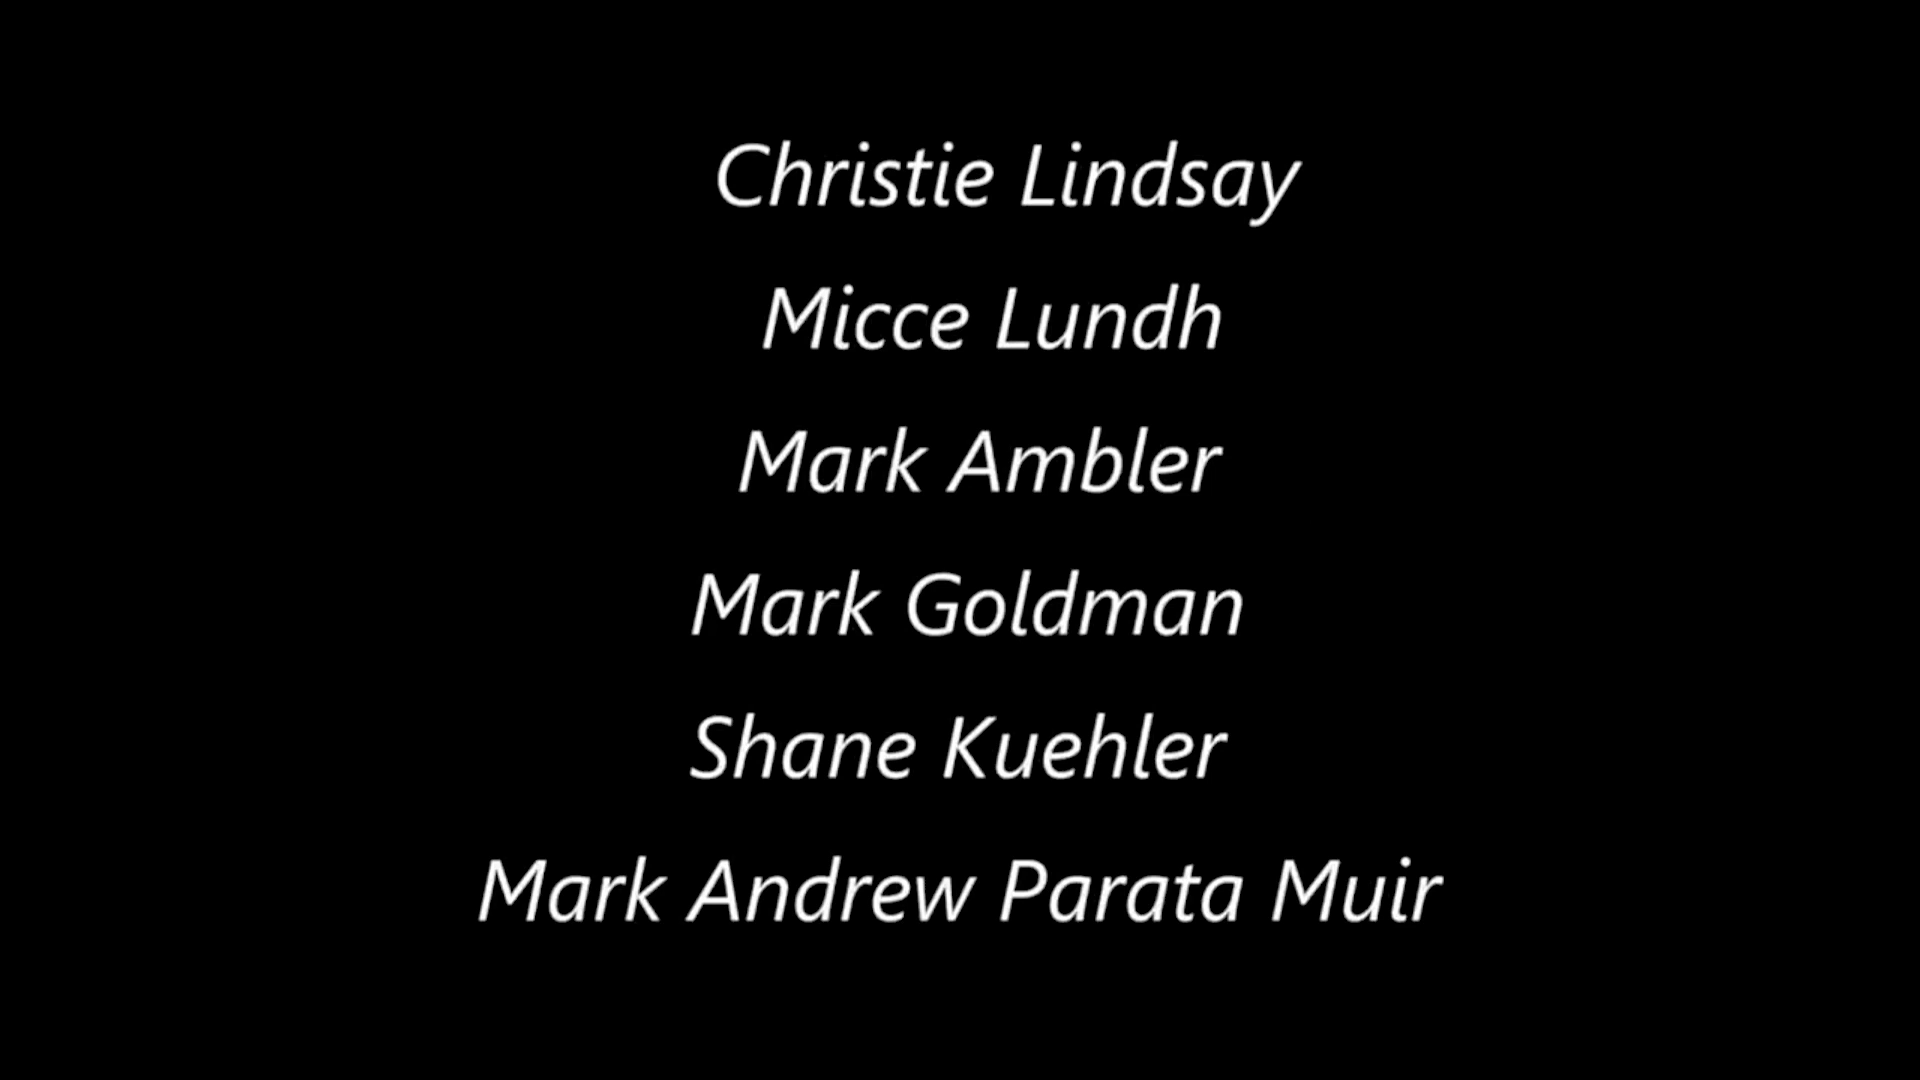 Christie Lindsay
Micce Lundh
Mark Ambler
Mark Goldman
Shane Kuehler
Mark Andrew Parata Muir